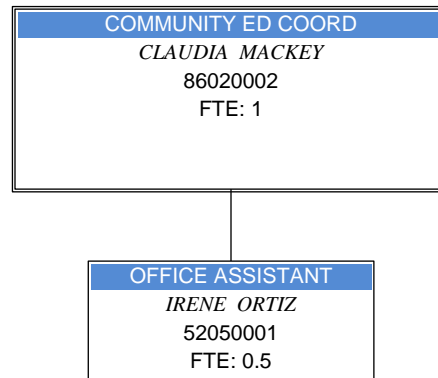 COMMUNITY ED COORD
CLAUDIA MACKEY
86020002
FTE: 1
OFFICE ASSISTANT
IRENE ORTIZ
52050001
FTE: 0.5